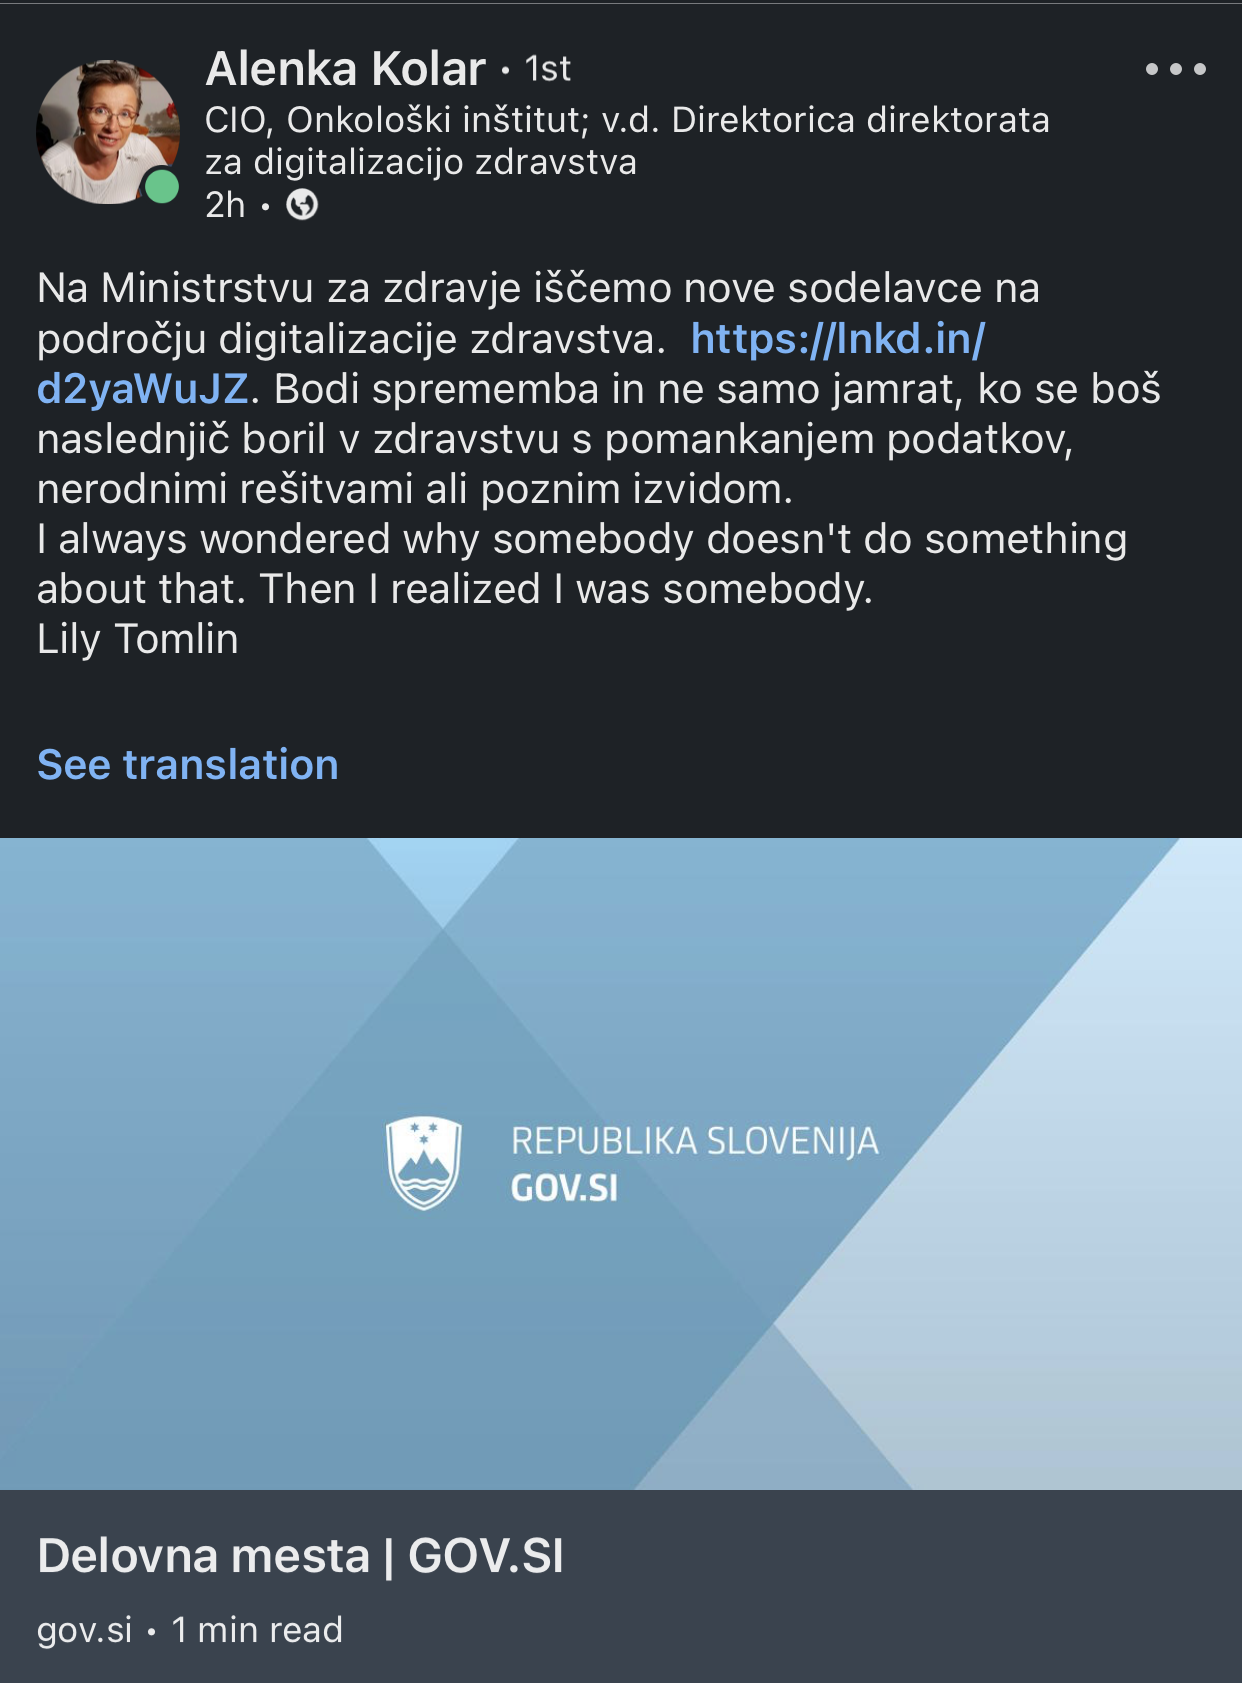 Alenka Kolar · 1st
CIO, Onkološki inštitut; v.d. Direktorica direktorata
za digitalizacijo zdravstva
2h ·
Na Ministrstvu za zdravje iščemo nove sodelavce na
področju digitalizacije zdravstva.  https://lnkd.in/
d2yaWuJZ. Bodi sprememba in ne samo jamrat, ko se boš
naslednjič boril v zdravstvu s pomankanjem podatkov,
nerodnimi rešitvami ali poznim izvidom.
I always wondered why somebody doesn't do something
about that. Then I realized I was somebody.
Lily Tomlin
See translation
REPUBLIKA SLOVENIJA
GOV.SI
Delovna mesta | GOV.SI
gov.si · 1 min read